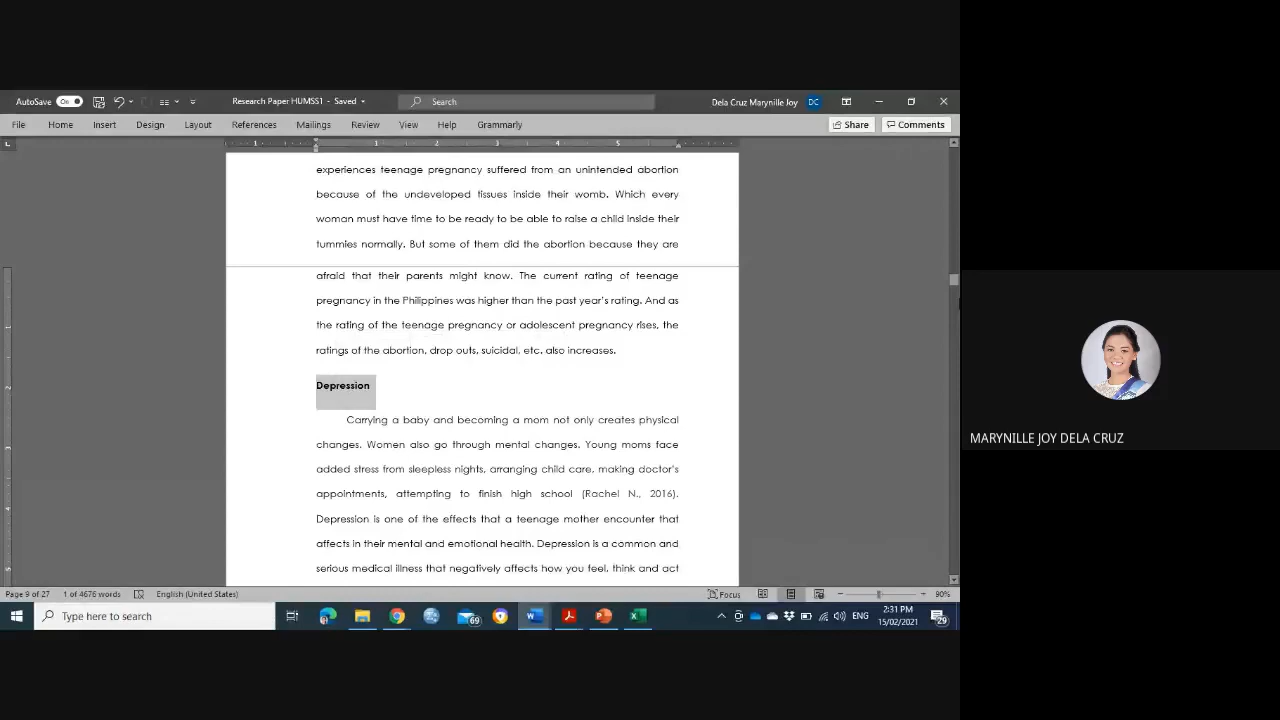 AutoSave On Research Paper HUMSS1 - Saved Search Dela Cruz Marynille Joy DC
File Home Insert Design Layout References Mailings Review View Help Grammarly Share Comments
1 1 2 3 4 5
experiences teenage pregnancy suffered from an unintended abortion
because of the undeveloped tissues inside their womb. Which every
woman must have time to be ready to be able to raise a child inside their
tummies normally. But some of them did the abortion because they are
afraid that their parents might know. The current rating of teenage
pregnancy in the Philippines was higher than the past year's rating. And as
the rating of the teenage pregnancy or adolescent pregnancy rises, the
ratings of the abortion, drop outs, suicidal, etc. also increases.
Depression
Carrying a baby and becoming a mom not only creates physical
changes. Women also go through mental changes. Young moms face
added stress from sleepless nights, arranging child care, making doctor's
appointments, attempting to finish high school (Rachel N., 2016).
Depression is one of the effects that a teenage mother encounter that
affects in their mental and emotional health. Depression is a common and
serious medical illness that negatively affects how you feel, think and act
MARYNILLE JOY DELA CRUZ
Page 9 of 27 1 of 4676 words English (United States) Focus 90%
Type here to search 69 ENG 2:31 PM
15/02/2021 29